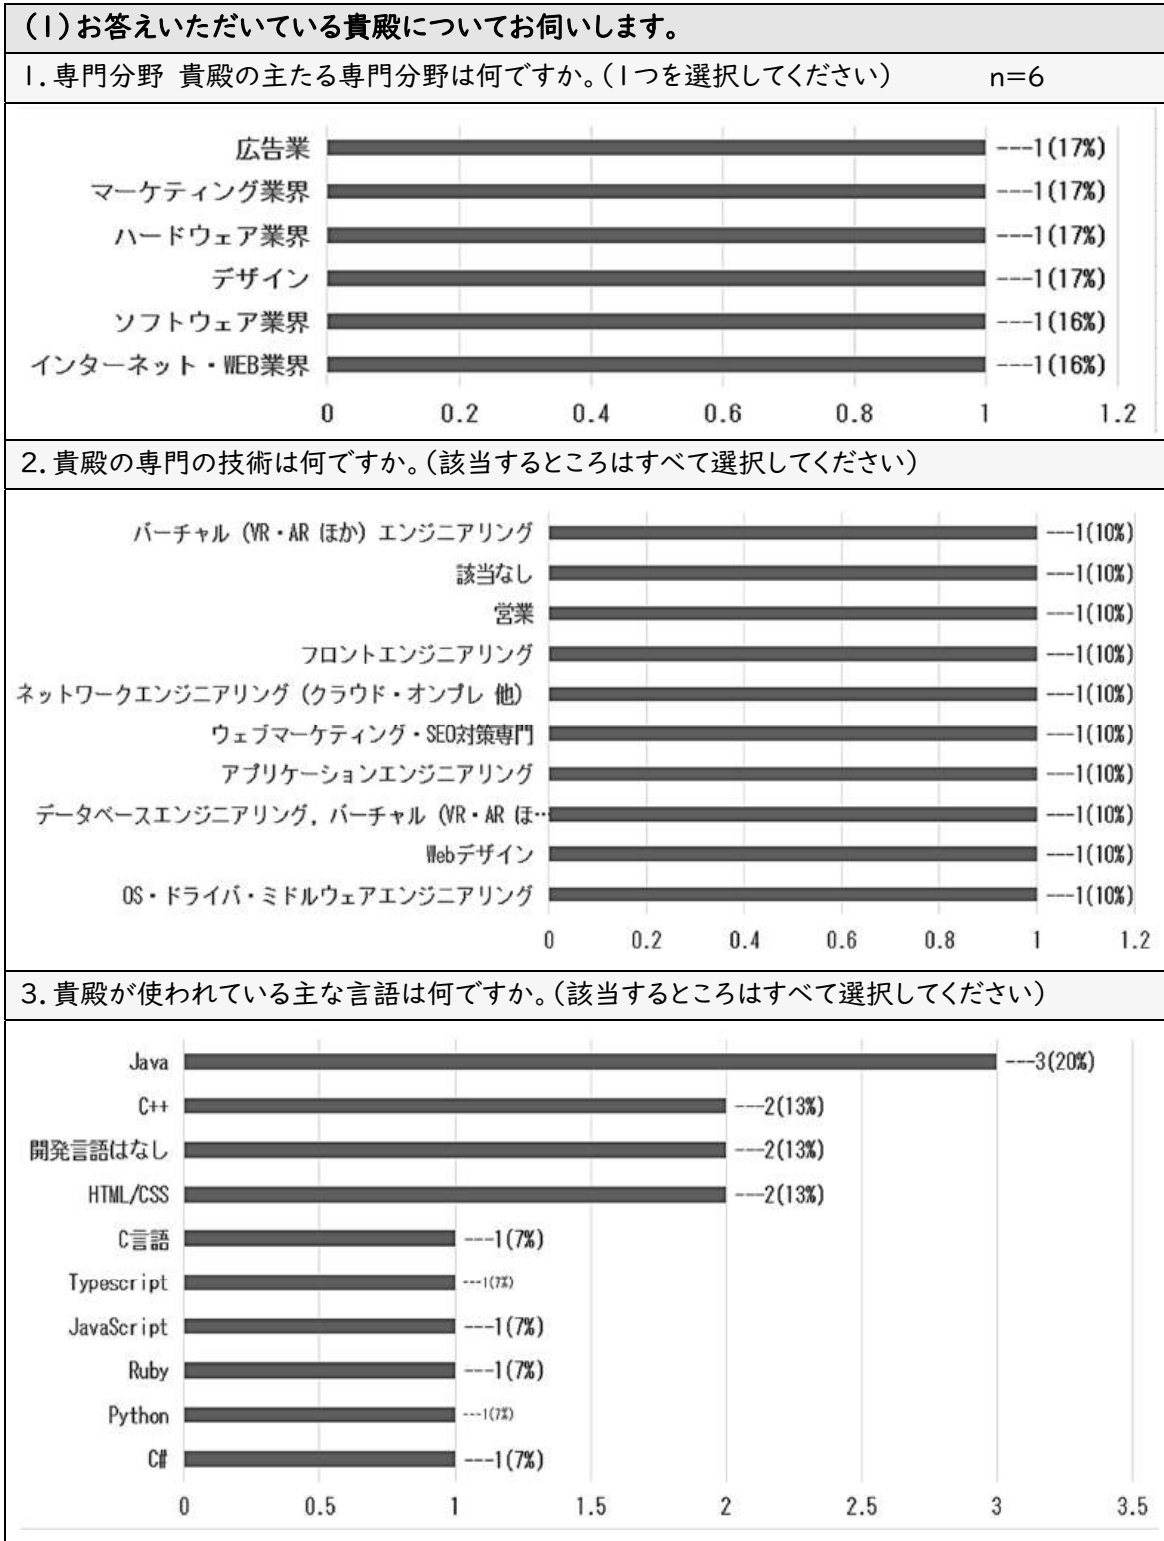 (1)お答えいただいている貴殿についてお伺いします。
1.専門分野 貴殿の主たる専門分野は何ですか。(1つを選択してください) n=6
広告業 ---1(17%)
マーケティング業界 ---1(17%)
ハードウェア業界 ---1(17%)
デザイン ---1(17%)
ソフトウェア業界 ---1(16%)
インターネット・WEB業界 ---1(16%)
0 0.2 0.4 0.6 0.8 1 1.2
2.貴殿の専門の技術は何ですか。(該当するところはすべて選択してください)
バーチャル (VR・AR ほか) エンジニアリング ---1(10%)
該当なし ---1(10%)
営業 ---1(10%)
フロントエンジニアリング ---1(10%)
ネットワークエンジニアリング (クラウド・オンプレ 他) ---1(10%)
ウェブマーケティング・SEO対策専門 ---1(10%)
アプリケーションエンジニアリング ---1(10%)
データベースエンジニアリング, バーチャル (VR・AR ほ… ---1(10%)
Webデザイン ---1(10%)
OS・ドライバ・ミドルウェアエンジニアリング ---1(10%)
0 0.2 0.4 0.6 0.8 1 1.2
3.貴殿が使われている主な言語は何ですか。(該当するところはすべて選択してください)
Java ---3(20%)
C++ ---2(13%)
開発言語はなし ---2(13%)
HTML/CSS ---2(13%)
C言語 ---1(7%)
Typescript ---1(7%)
JavaScript ---1(7%)
Ruby ---1(7%)
Python ---1(7%)
C# ---1(7%)
0 0.5 1 1.5 2 2.5 3 3.5